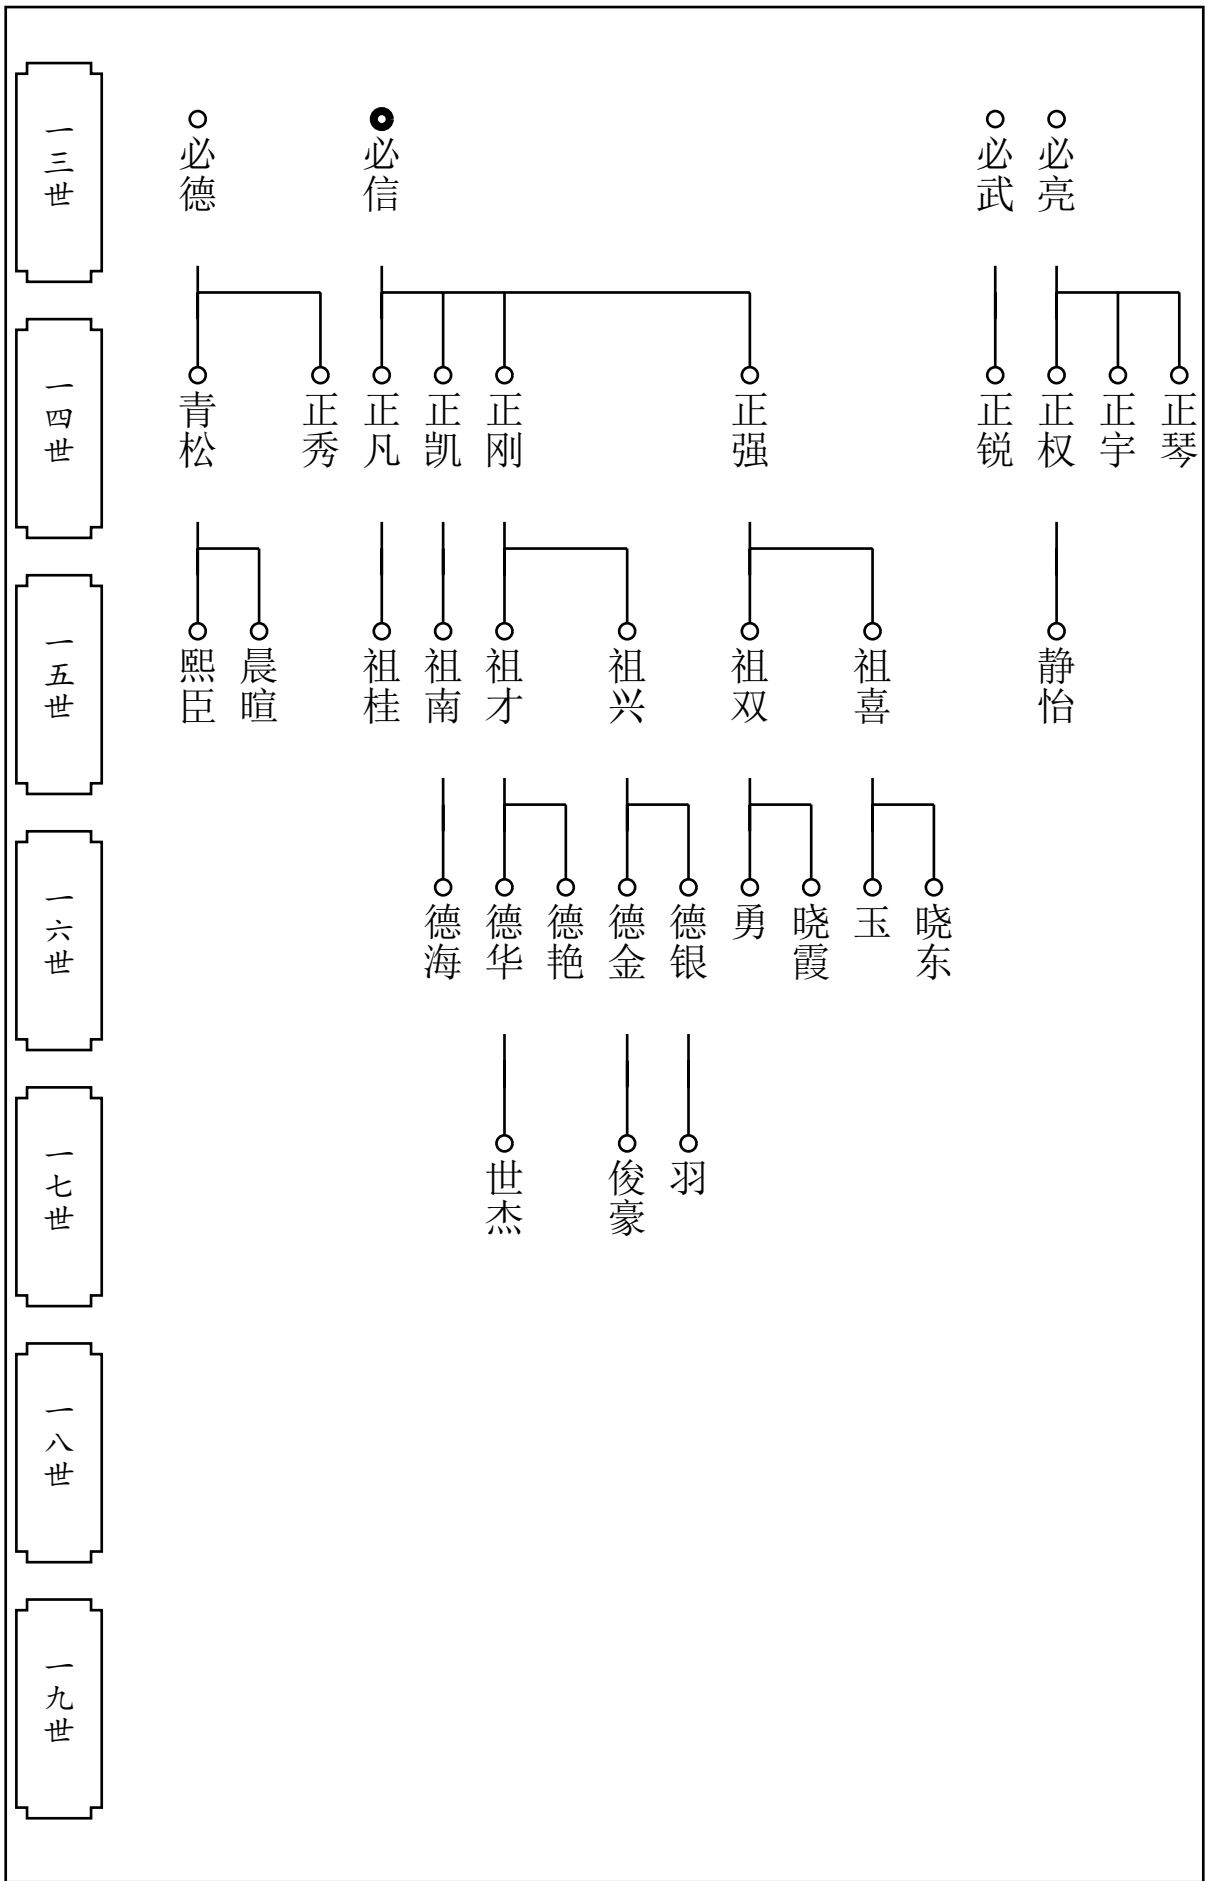 一三世
必德
必信
必武
必亮
一四世
青松
正秀
正凡
正凯
正刚
正强
正锐
正权
正宇
正琴
一五世
熙臣
晨暄
祖桂
祖南
祖才
祖兴
祖双
祖喜
静怡
一六世
德海
德华
德艳
德金
德银
勇
晓霞
玉
晓东
一七世
世杰
俊豪
羽
一八世
一九世